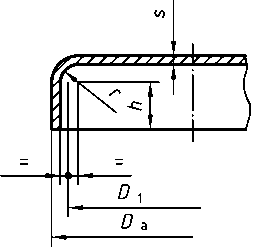 s
r
h
= =
D 1
D a